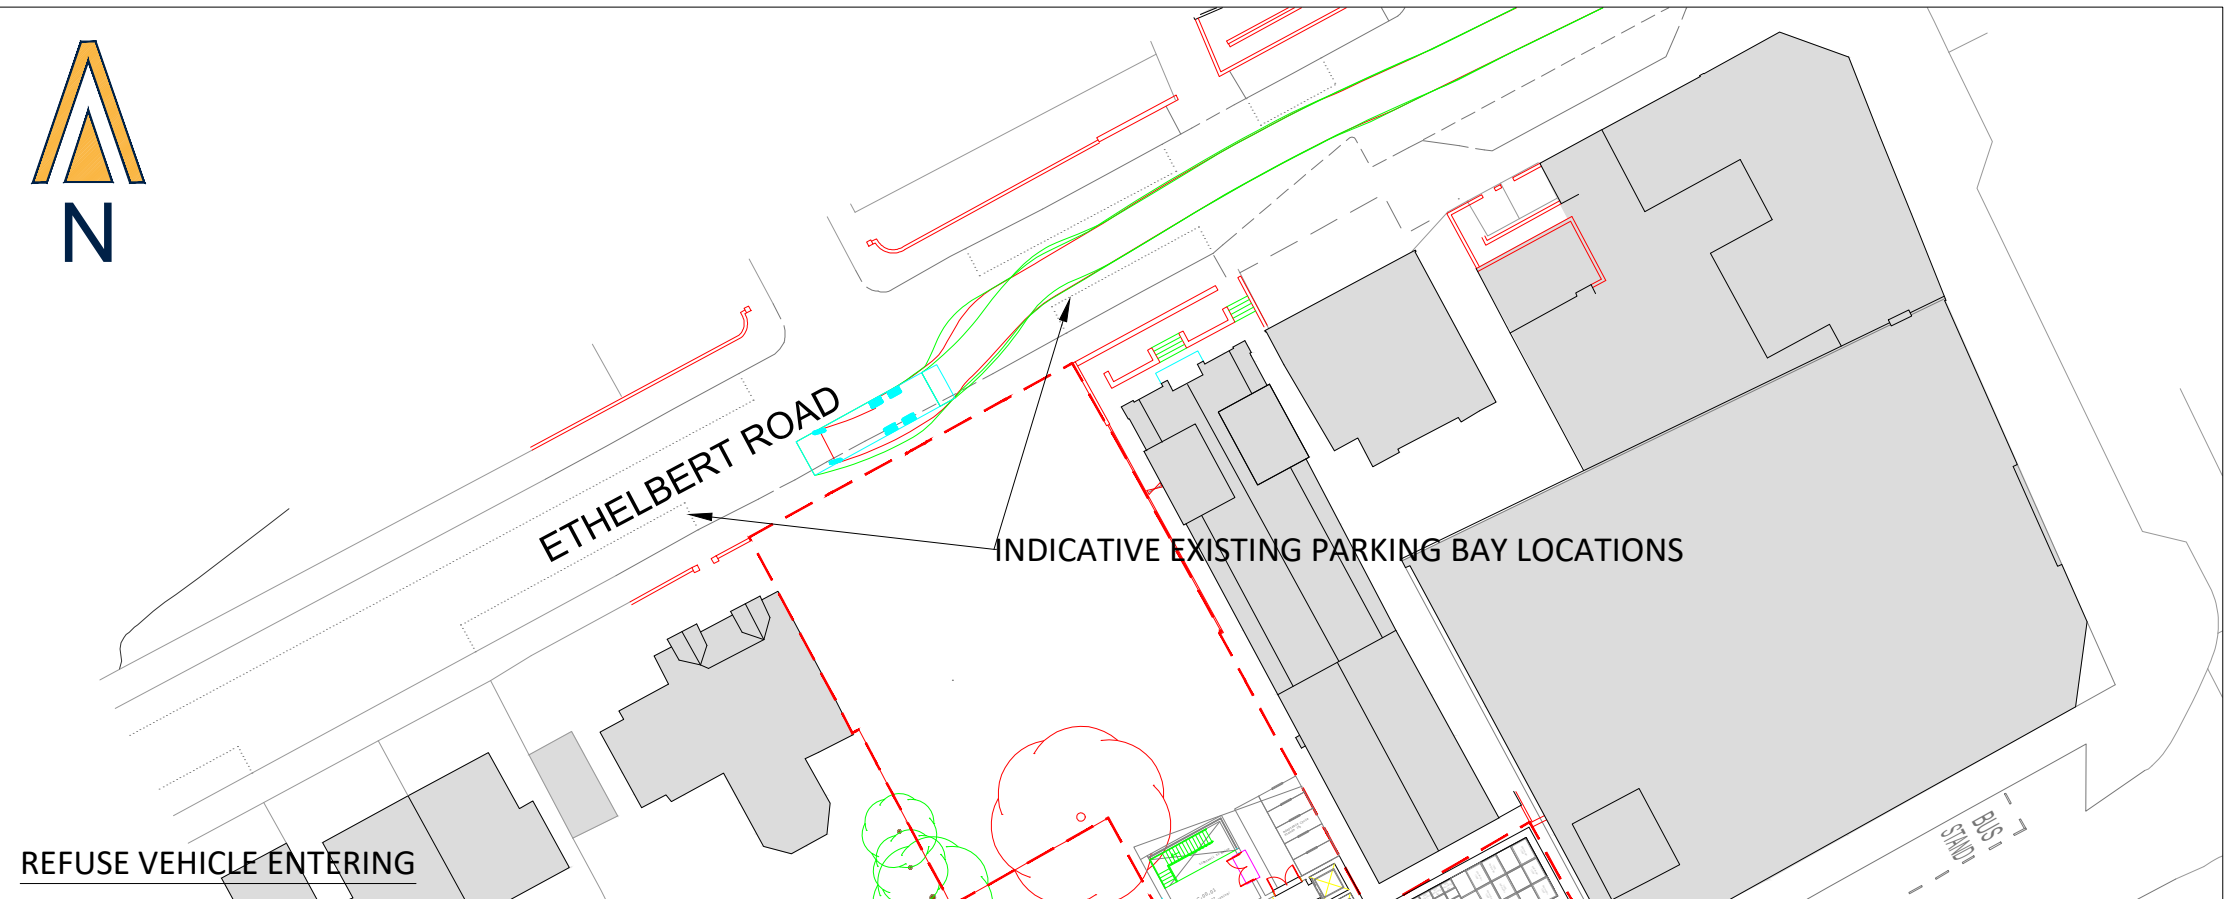 N
ETHELBERT ROAD
INDICATIVE EXISTING PARKING BAY LOCATIONS
REFUSE VEHICLE ENTERING
BUS
STAND